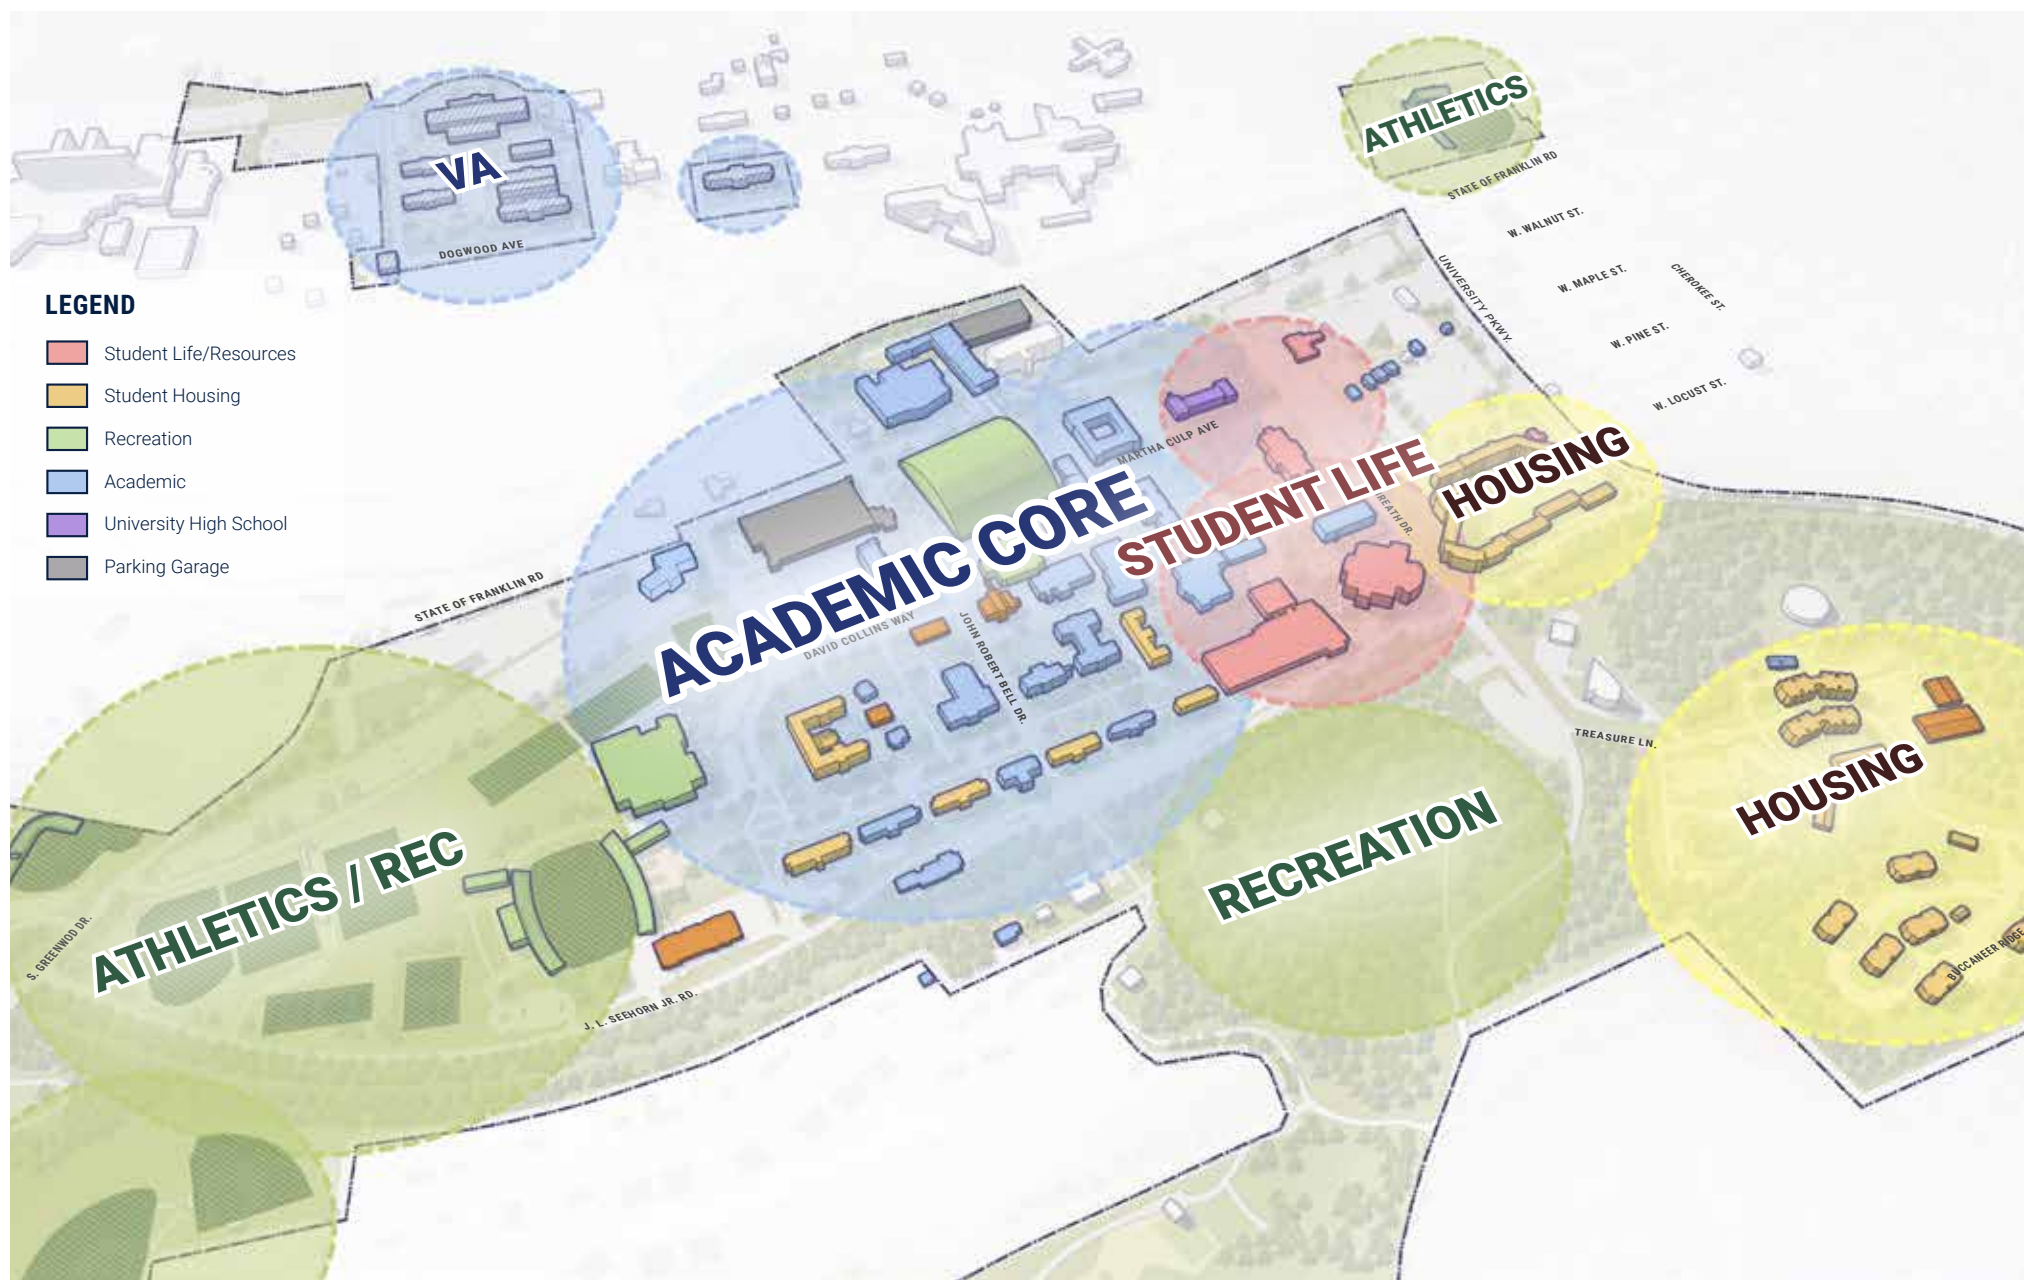 ATHLETICS
VA
STATE OF FRANKLIN RD
W. WALNUT ST.
DOGWOOD AVE
UNIVERSITY PKWY.
W. MAPLE ST.
CHEROKEE ST.
LEGEND
W. PINE ST.
Student Life/Resources
Student Housing
W. LOCUST ST.
Recreation
MARTHA CULP AVE
Academic
HOUSING
University High School
STUDENT LIFE
Parking Garage
ACADEMIC CORE
STATE OF FRANKLIN RD
DAVID COLLINS WAY
JOHN ROBERT BELL DR.
TREASURE LN.
HOUSING
RECREATION
ATHLETICS / REC
S. GREENWOD DR.
BUCCANEER RIDGE
J. L. SEEHORN JR. RD.